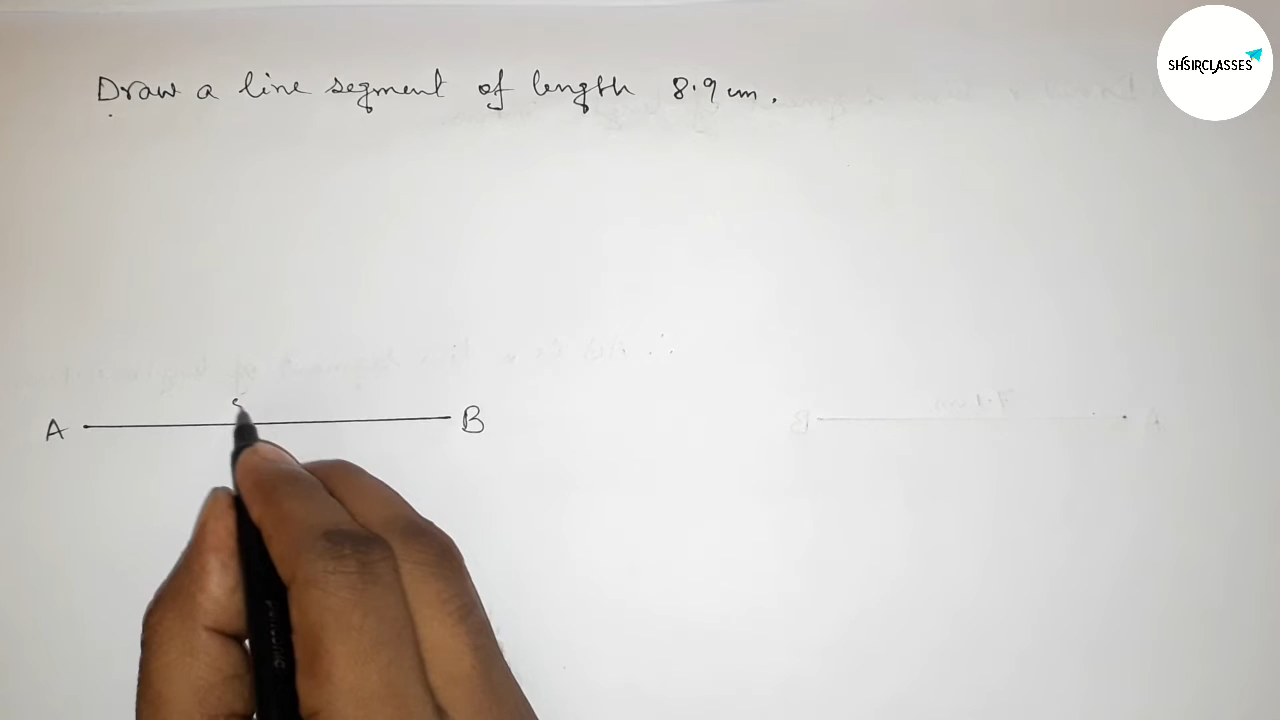 SHSIRCLASSES
Draw a line segment of length 8.9 cm.
A B